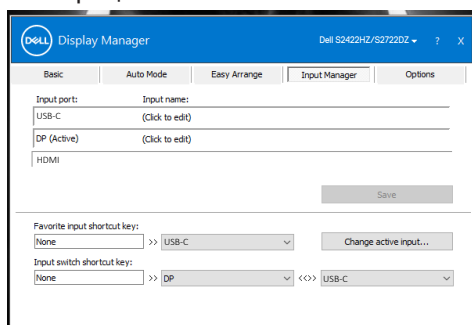 DELL Display Manager Dell S2422HZ/S2722DZ ? X
Basic Auto Mode Easy Arrange Input Manager Options
Input port: Input name:
USB-C (Click to edit)
DP (Active) (Click to edit)
HDMI
Save
Favorite input shortcut key:
None >> USB-C Change active input...
Input switch shortcut key:
None >> DP <<>> USB-C